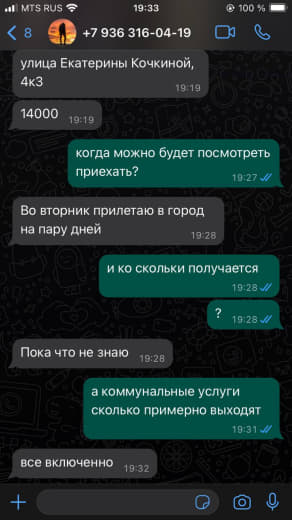 MTS RUS 19:33 100 %
8 +7 936 316-04-19
улица Екатерины Кочкиной,
4к3 19:19
14000 19:19
когда можно будет посмотреть
приехать? 19:27
Во вторник прилетаю в город
на пару дней 19:28
и ко скольки получается
19:28
? 19:28
Пока что не знаю 19:28
а коммунальные услуги
сколько примерно выходят
19:31
все включенно 19:32